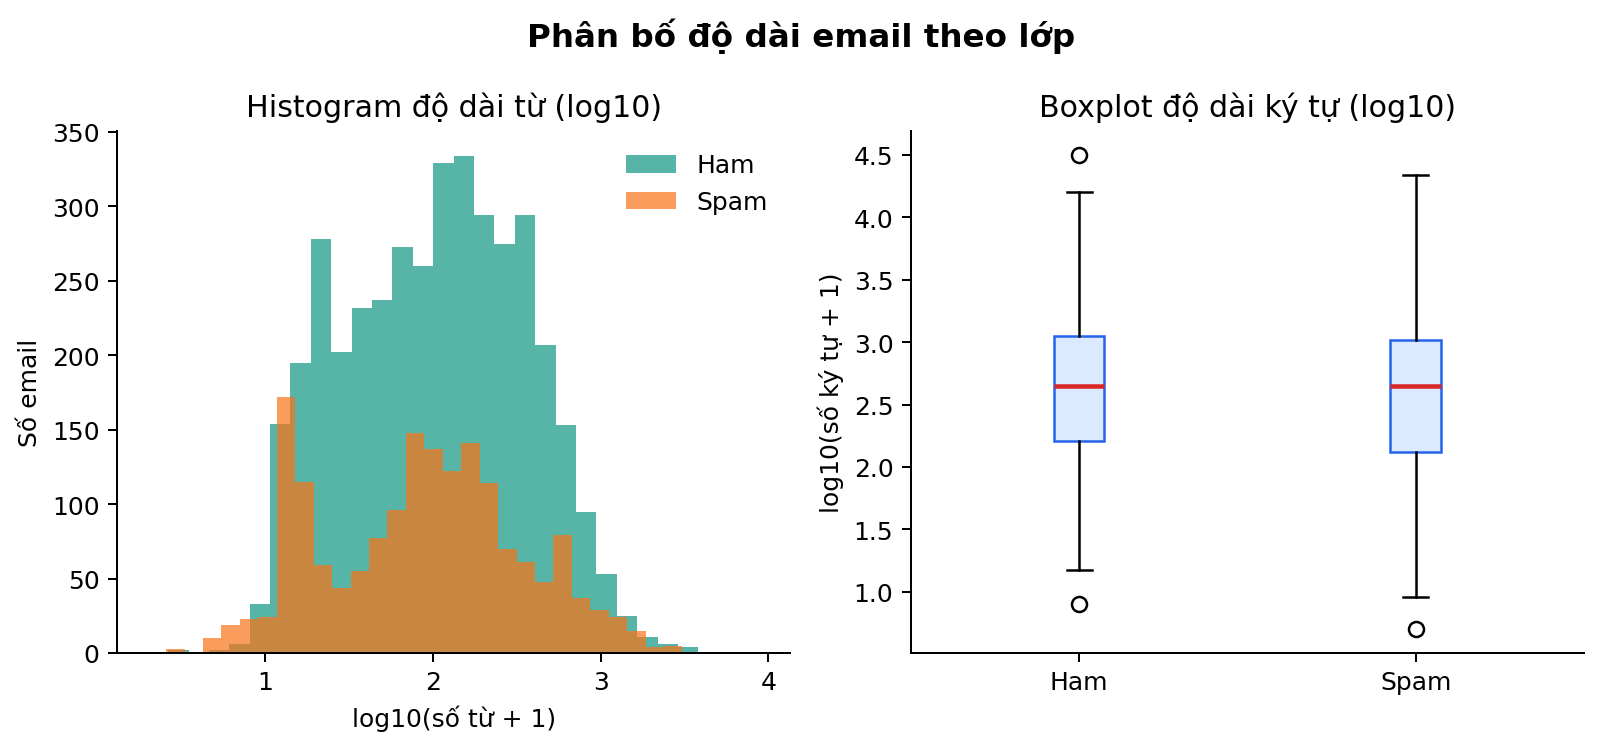 Phân bố độ dài email theo lớp
Histogram độ dài từ (log10)
Số email
350
300
250
200
150
100
50
0
1
2
3
4
log10(số từ + 1)
Ham
Spam
Boxplot độ dài ký tự (log10)
log10(số ký tự + 1)
4.5
4.0
3.5
3.0
2.5
2.0
1.5
1.0
Ham
Spam